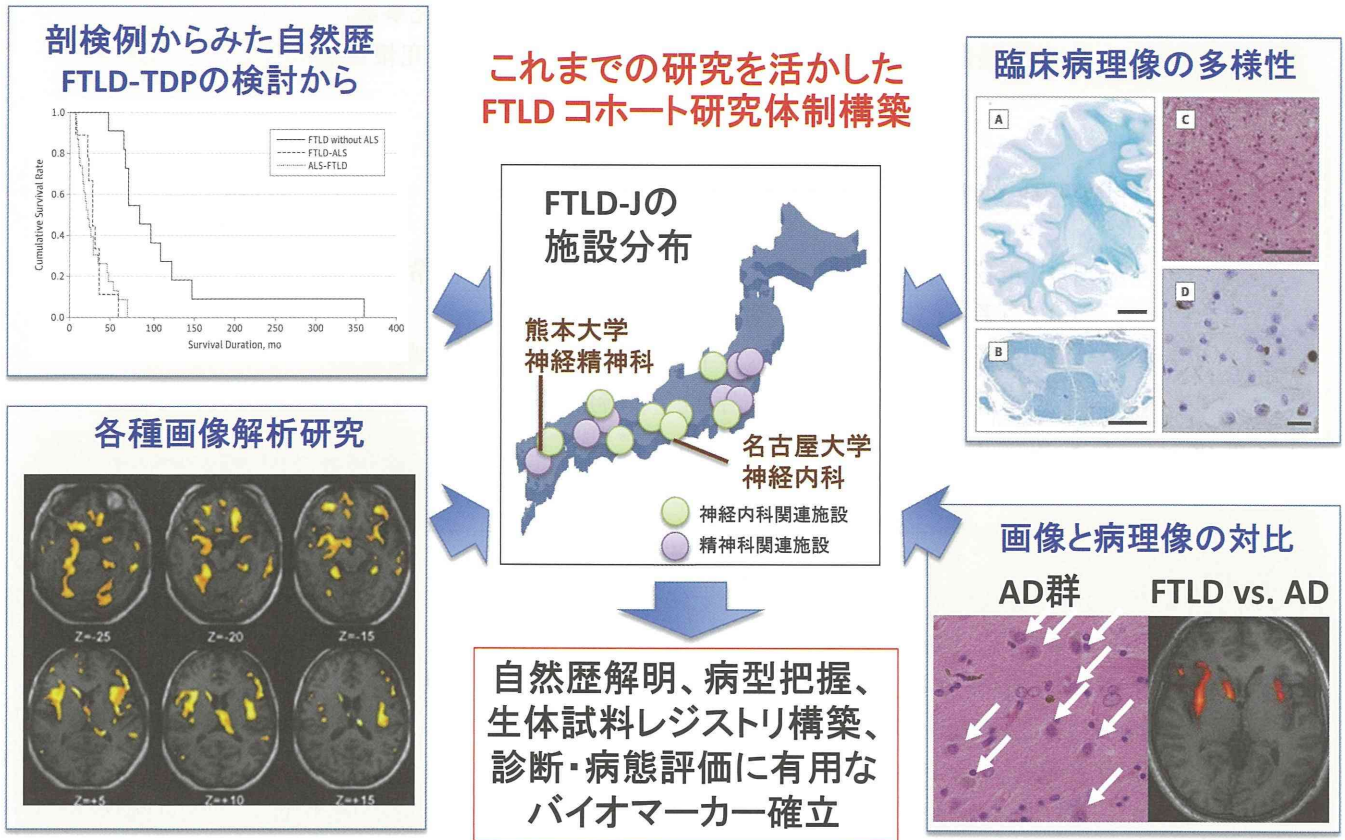 剖検例からみた自然歴
FTLD-TDPの検討から
1.0
0.8
0.6
0.4
0.2
0.0
Cumulative Survival Rate
FTLD without ALS
FTLD-ALS
ALS-FTLD
0
50
100
150
200
250
300
350
400
Survival Duration, mo
これまでの研究を活かした
FTLD コホート研究体制構築
臨床病理像の多様性
A
C
B
D
FTLD-Jの
施設分布
熊本大学
神経精神科
名古屋大学
神経内科
神経内科関連施設
精神科関連施設
各種画像解析研究
Z=-25
Z=-20
Z=-15
Z=+5
Z=+10
Z=+15
画像と病理像の対比
AD群
FTLD vs. AD
自然歴解明、病型把握、
生体試料レジストリ構築、
診断・病態評価に有用な
バイオマーカー確立